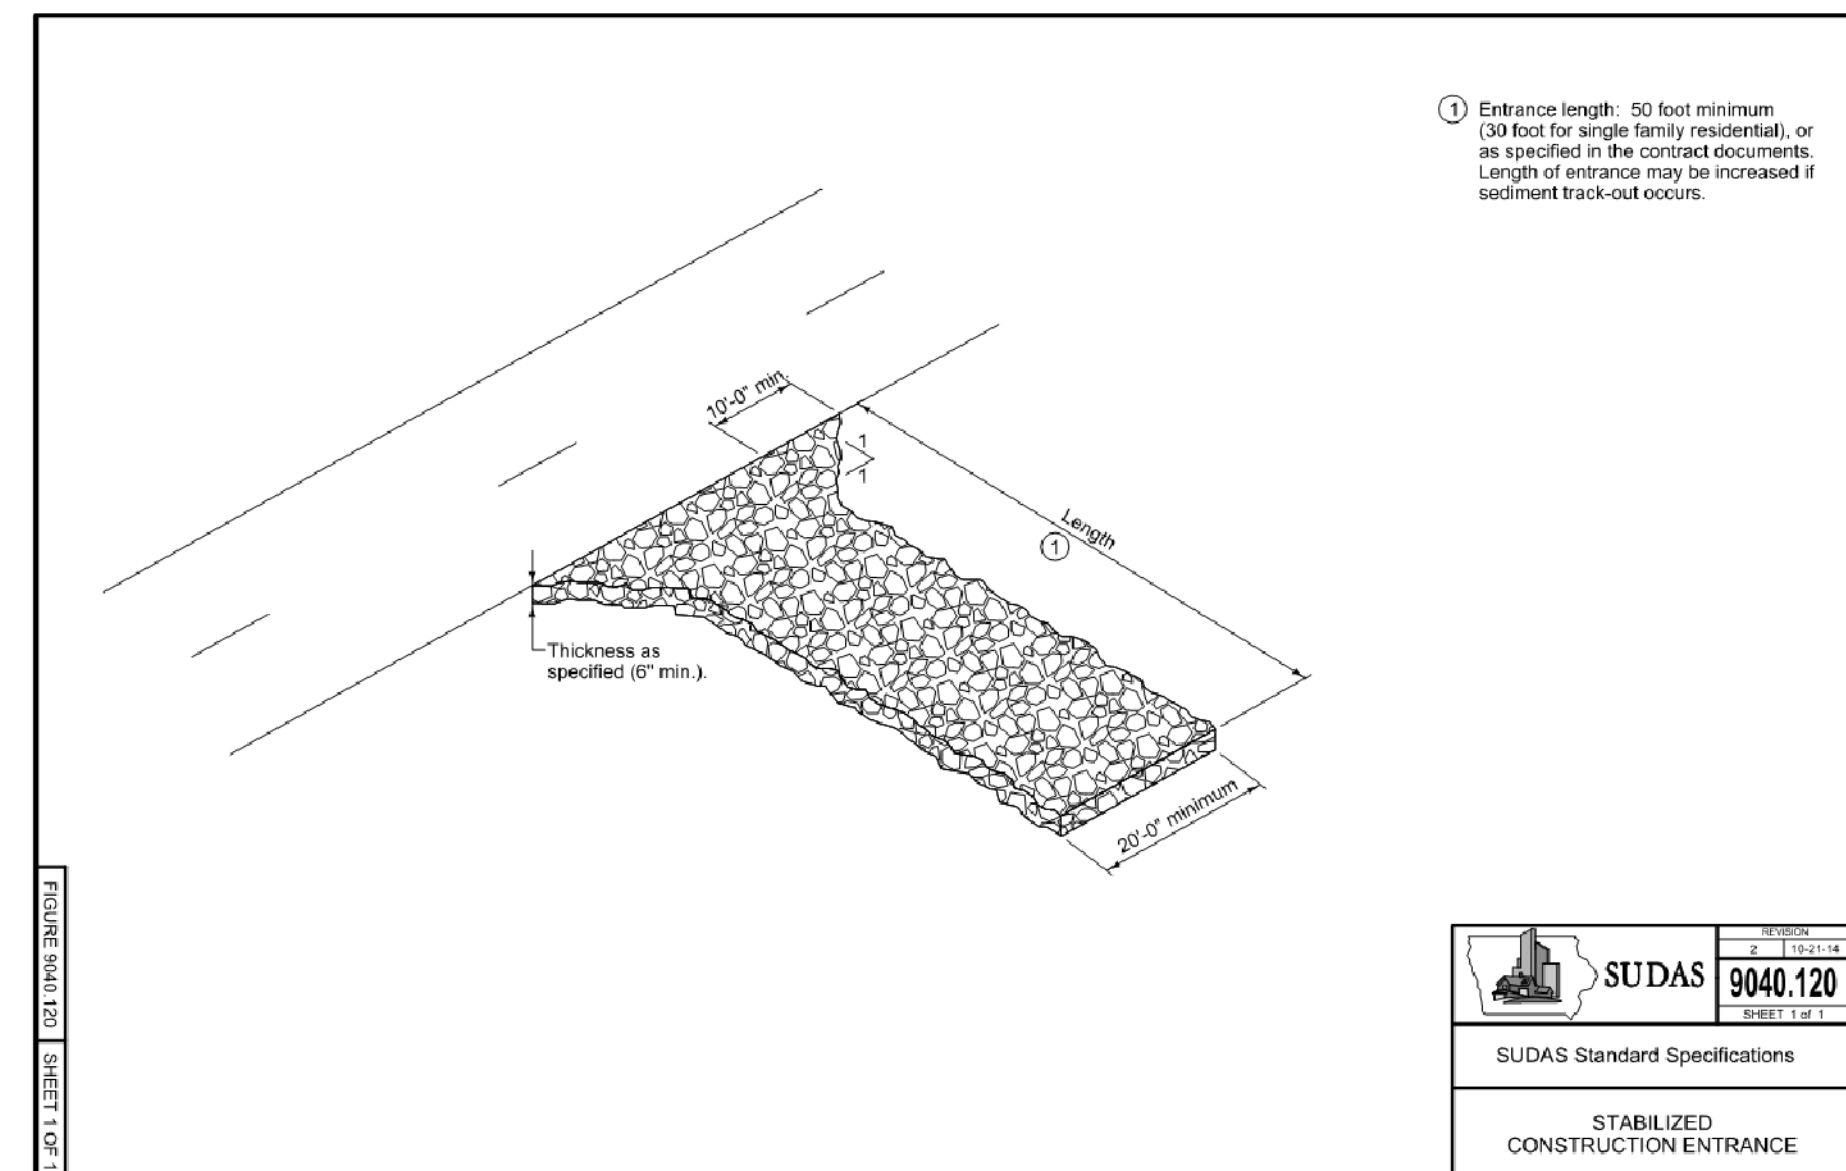 ① Entrance length: 50 foot minimum
(30 foot for single family residential), or
as specified in the contract documents.
Length of entrance may be increased if
sediment track-out occurs.
10'-0" min.
1
1
Length
①
Thickness as
specified (6" min.).
20'-0" minimum
FIGURE 9040.120
SHEET 1 OF 1
SUDAS
REVISION
2 10-21-14
9040.120
SHEET 1 of 1
SUDAS Standard Specifications
STABILIZED
CONSTRUCTION ENTRANCE